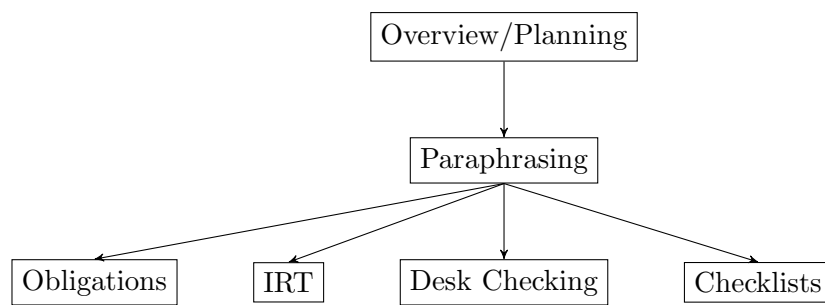 Overview/Planning
Paraphrasing
Obligations
IRT
Desk Checking
Checklists